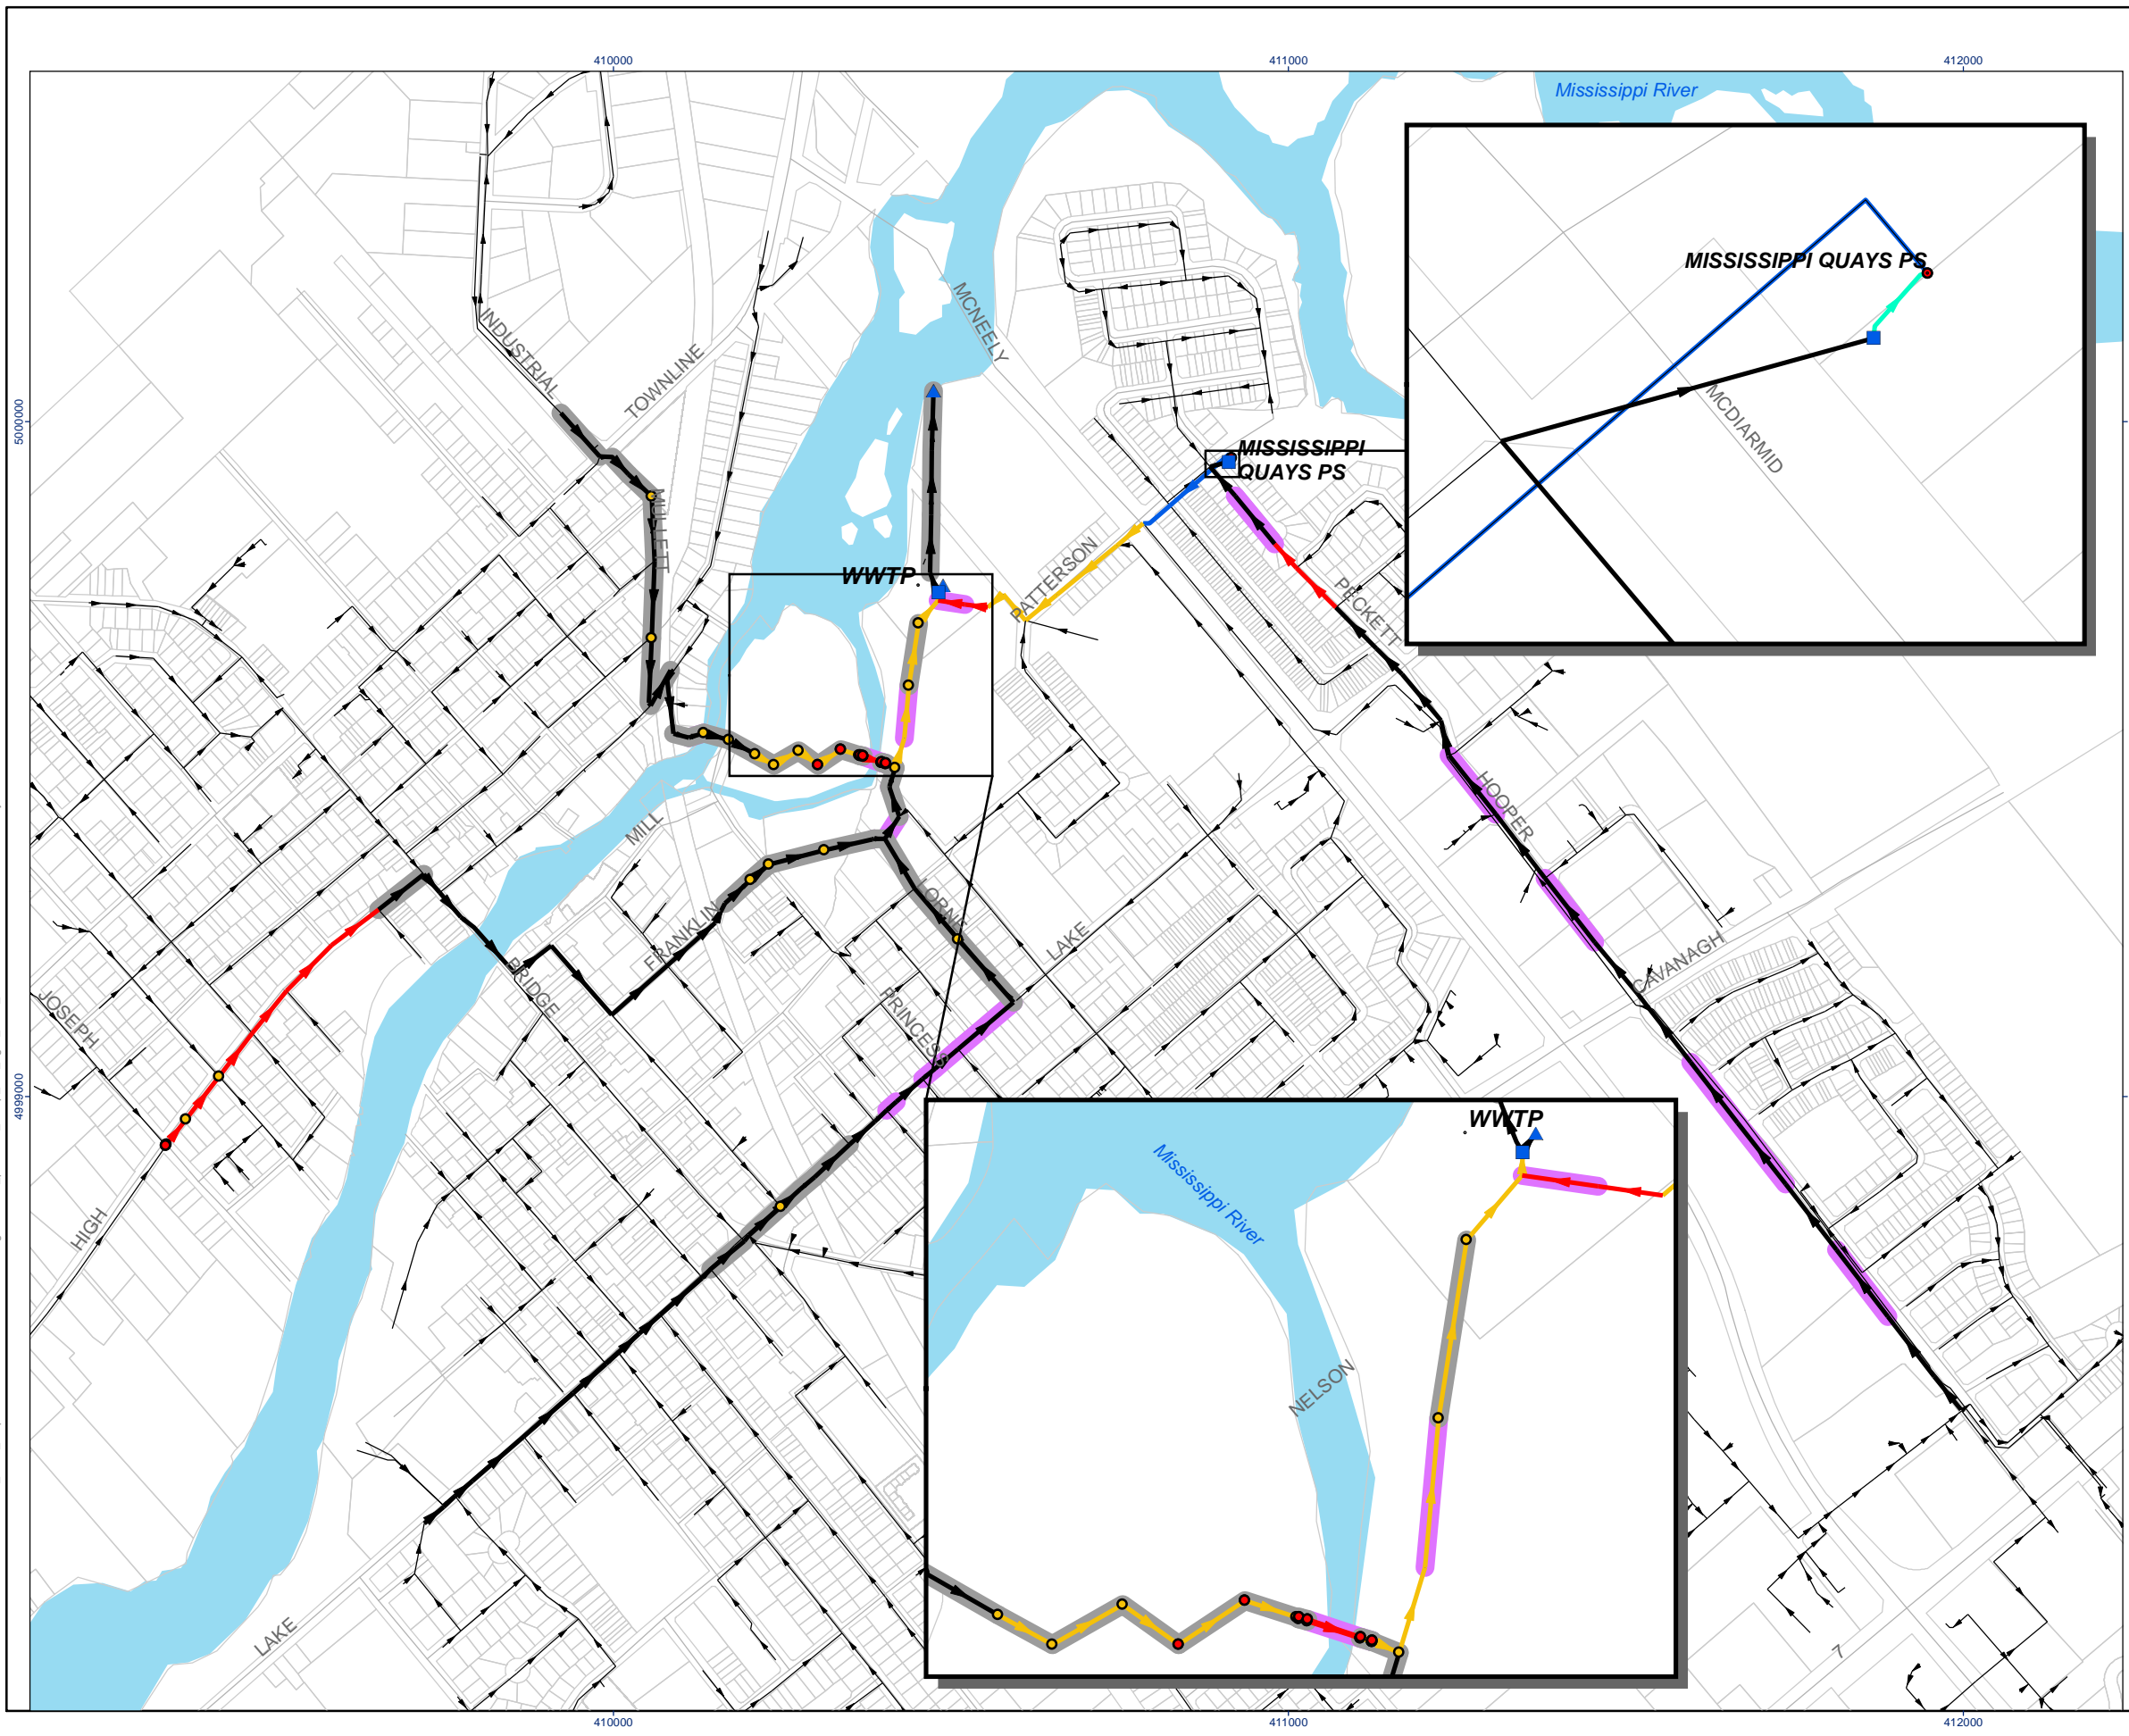 410000
411000
412000
Mississippi River
MISSISSIPPI QUAYS PS
MCDIARMID
INDUSTRIAL
TOWNLINE
MCNEELY
5000000
MISSISSIPPI
QUAYS PS
MULLETT
WWTP
PATTERSON
PECKETT
HOOPER
MILL
LORNE
FRANKLIN
LAKE
CAVANAGH
BRIDGE
JOSEPH
PRINCESS
4999000
WWTP
Mississippi River
HIGH
NELSON
LAKE
7
410000
411000
412000